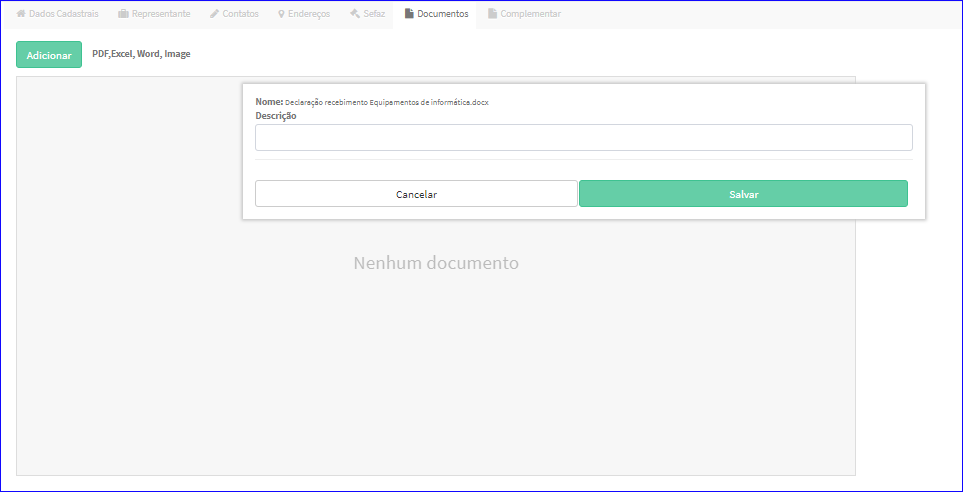 Dados Cadastrais Representante Contatos Endereços Sefaz Documentos Complementar
Adicionar PDF,Excel, Word, Image
Nome: Declaração recebimento Equipamentos de informática.docx
Descrição
Cancelar Salvar
Nenhum documento